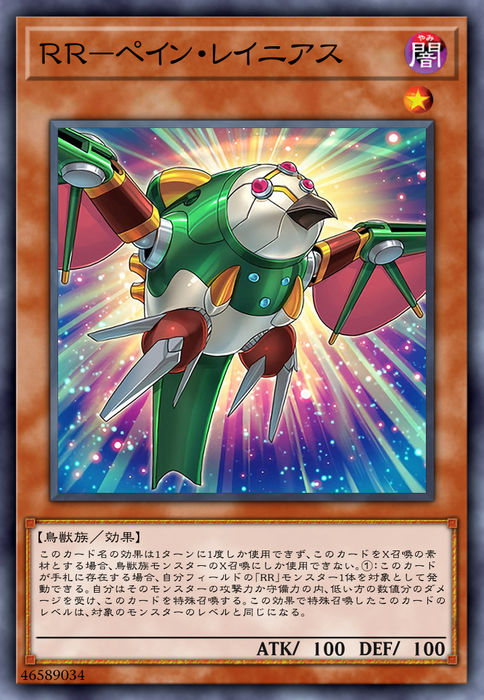 RR－ペイン・レイニアス
やみ
闇
【鳥獣族／効果】
このカード名の効果は1ターンに1度しか使用できず、このカードをX召喚の素
材とする場合、鳥獣族モンスターのX召喚にしか使用できない。①：このカード
が手札に存在する場合、自分フィールドの「RR」モンスター1体を対象として発
動できる。自分はそのモンスターの攻撃力か守備力の内、低い方の数値分のダメ
ージを受け、このカードを特殊召喚する。この効果で特殊召喚したこのカードの
レベルは、対象のモンスターのレベルと同じになる。
ATK/ 100 DEF/ 100
46589034